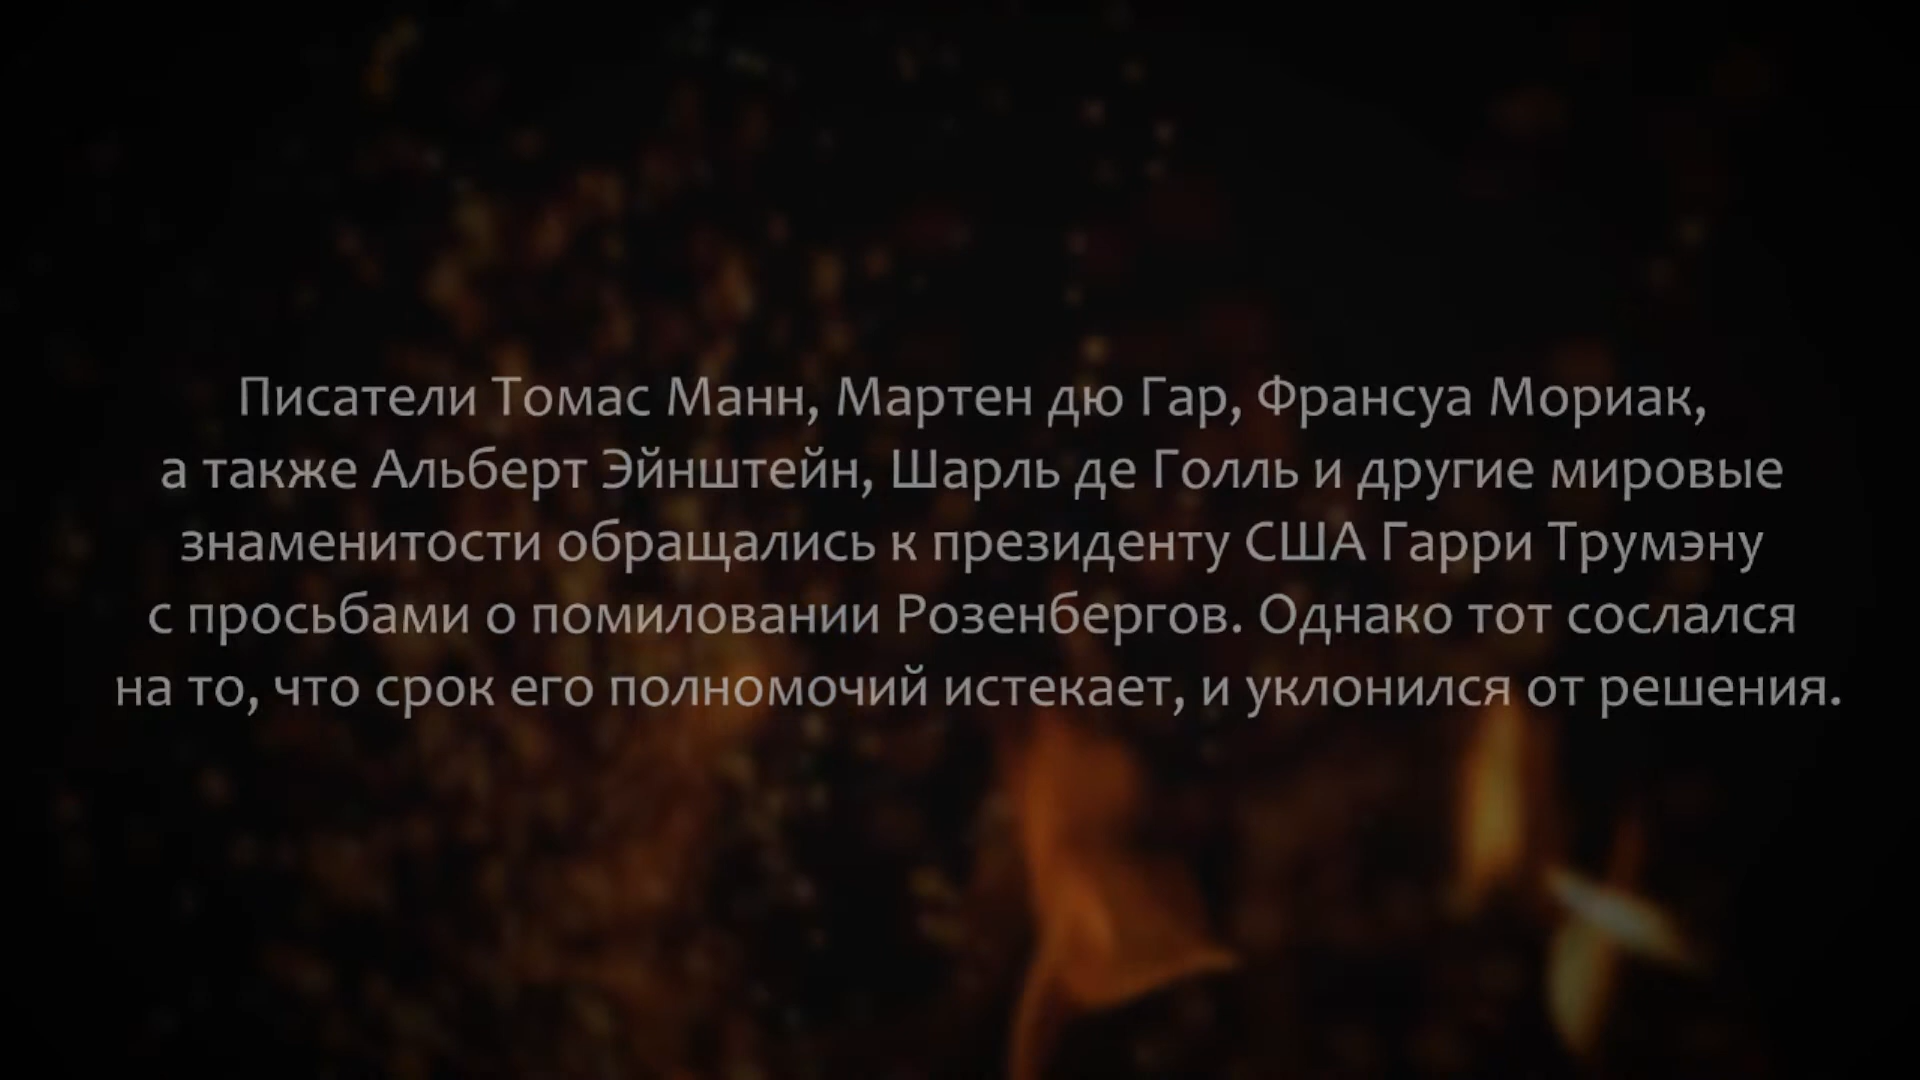 Писатели Томас Манн, Мартен дю Гар, Франсуа Мориак,
а также Альберт Эйнштейн, Шарль де Голль и другие мировые
знаменитости обращались к президенту США Гарри Трумэну
с просьбами о помиловании Розенбергов. Однако тот сослался
на то, что срок его полномочий истекает, и уклонился от решения.